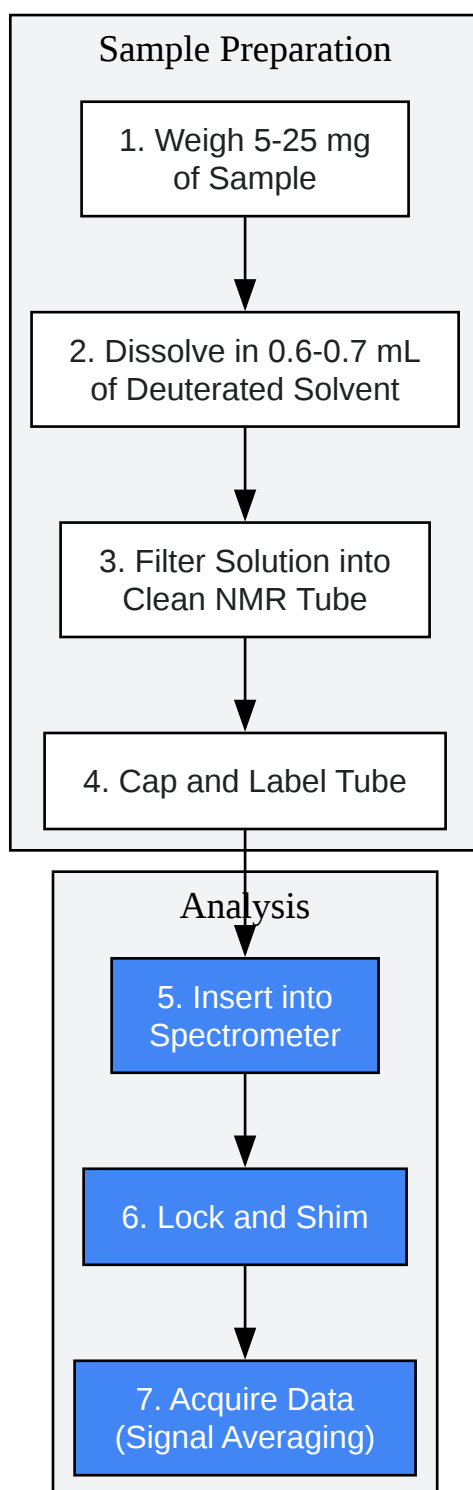 Sample Preparation
1. Weigh 5-25 mg
of Sample
2. Dissolve in 0.6-0.7 mL
of Deuterated Solvent
3. Filter Solution into
Clean NMR Tube
4. Cap and Label Tube
Analysis
5. Insert into
Spectrometer
6. Lock and Shim
7. Acquire Data
(Signal Averaging)